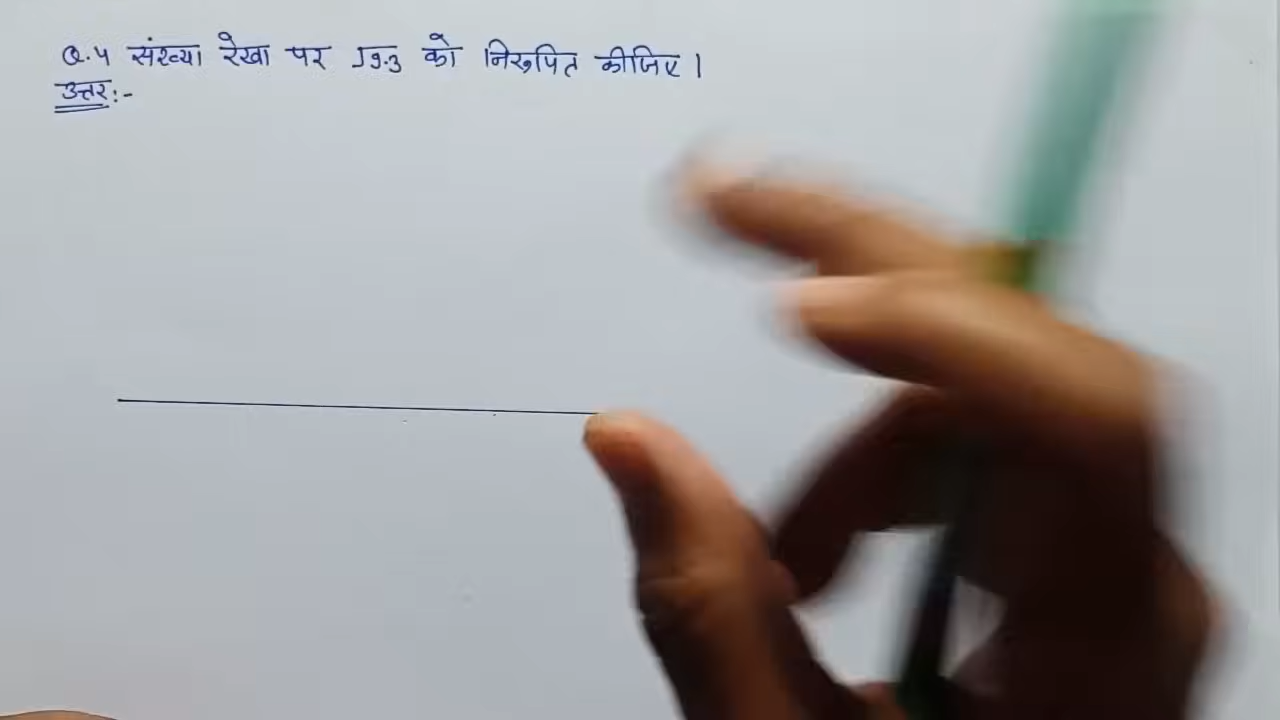 Q.4 संख्या रेखा पर √9.3 को निरूपित कीजिए।
उत्तर:-